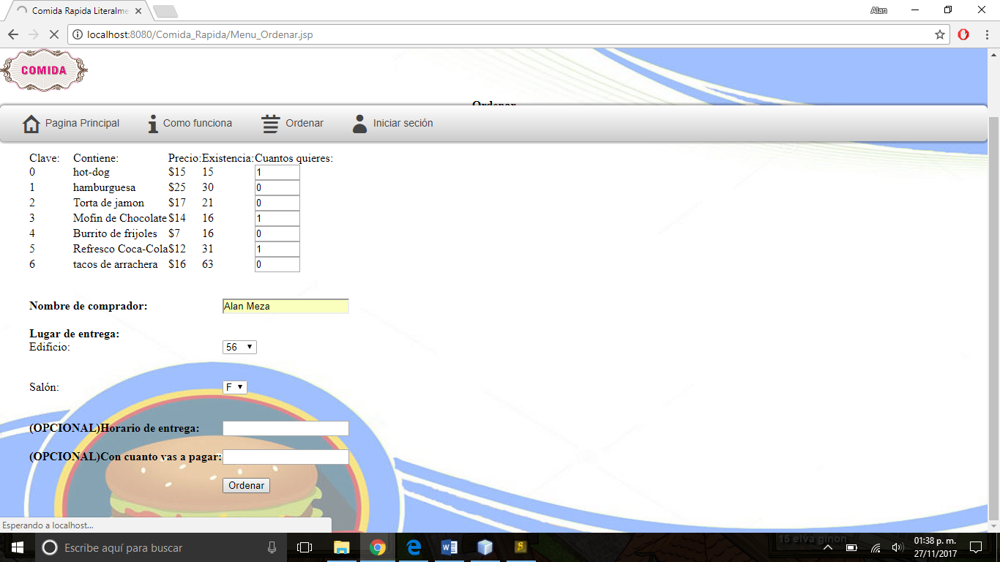 Comida Rapida Literalme
Alan
localhost:8080/Comida_Rapida/Menu_Ordenar.jsp
COMIDA
Ordenar
Pagina Principal Como funciona Ordenar Iniciar seción
Clave: Contiene: Precio: Existencia: Cuantos quieres:
0 hot-dog $15 15 1
1 hamburguesa $25 30 0
2 Torta de jamon $17 21 0
3 Mofin de Chocolate $14 16 1
4 Burrito de frijoles $7 16 0
5 Refresco Coca-Cola $12 31 1
6 tacos de arrachera $16 63 0
Nombre de comprador: Alan Meza
Lugar de entrega:
Edificio: 56
Salón: F
(OPCIONAL)Horario de entrega:
(OPCIONAL)Con cuanto vas a pagar:
Ordenar
Esperando a localhost...
Escribe aquí para buscar
15 elva ginon
01:38 p. m.
27/11/2017